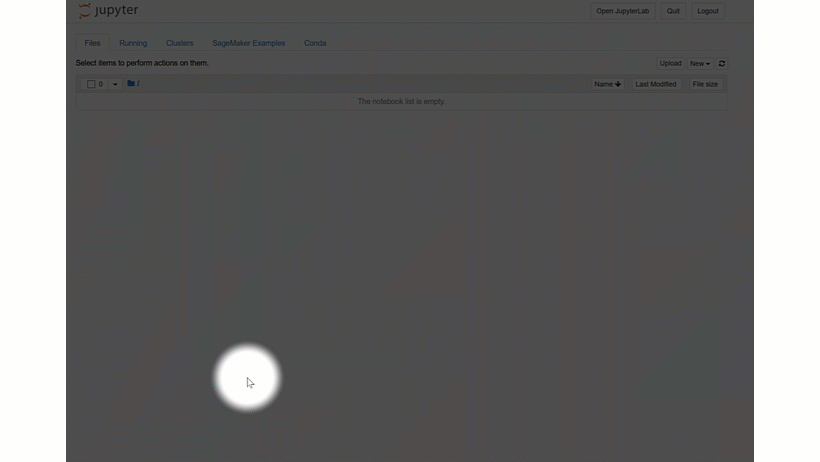 jupyter
Open JupyterLab Quit Logout
Files Running Clusters SageMaker Examples Conda
Select items to perform actions on them.
Upload New
0 / Name Last Modified File size
The notebook list is empty.